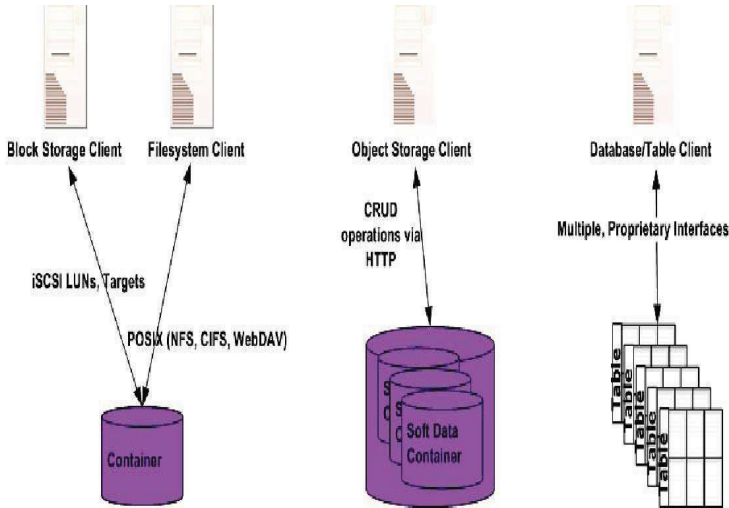 Block Storage Client
Filesystem Client
Object Storage Client
Database/Table Client
CRUD
operations via
HTTP
Multiple, Proprietary Interfaces
iSCSI LUNs, Targets
POSIX (NFS, CIFS, WebDAV)
Container
S
C
S
C
Soft Data
Container
Table
Table
Table
Table
Table